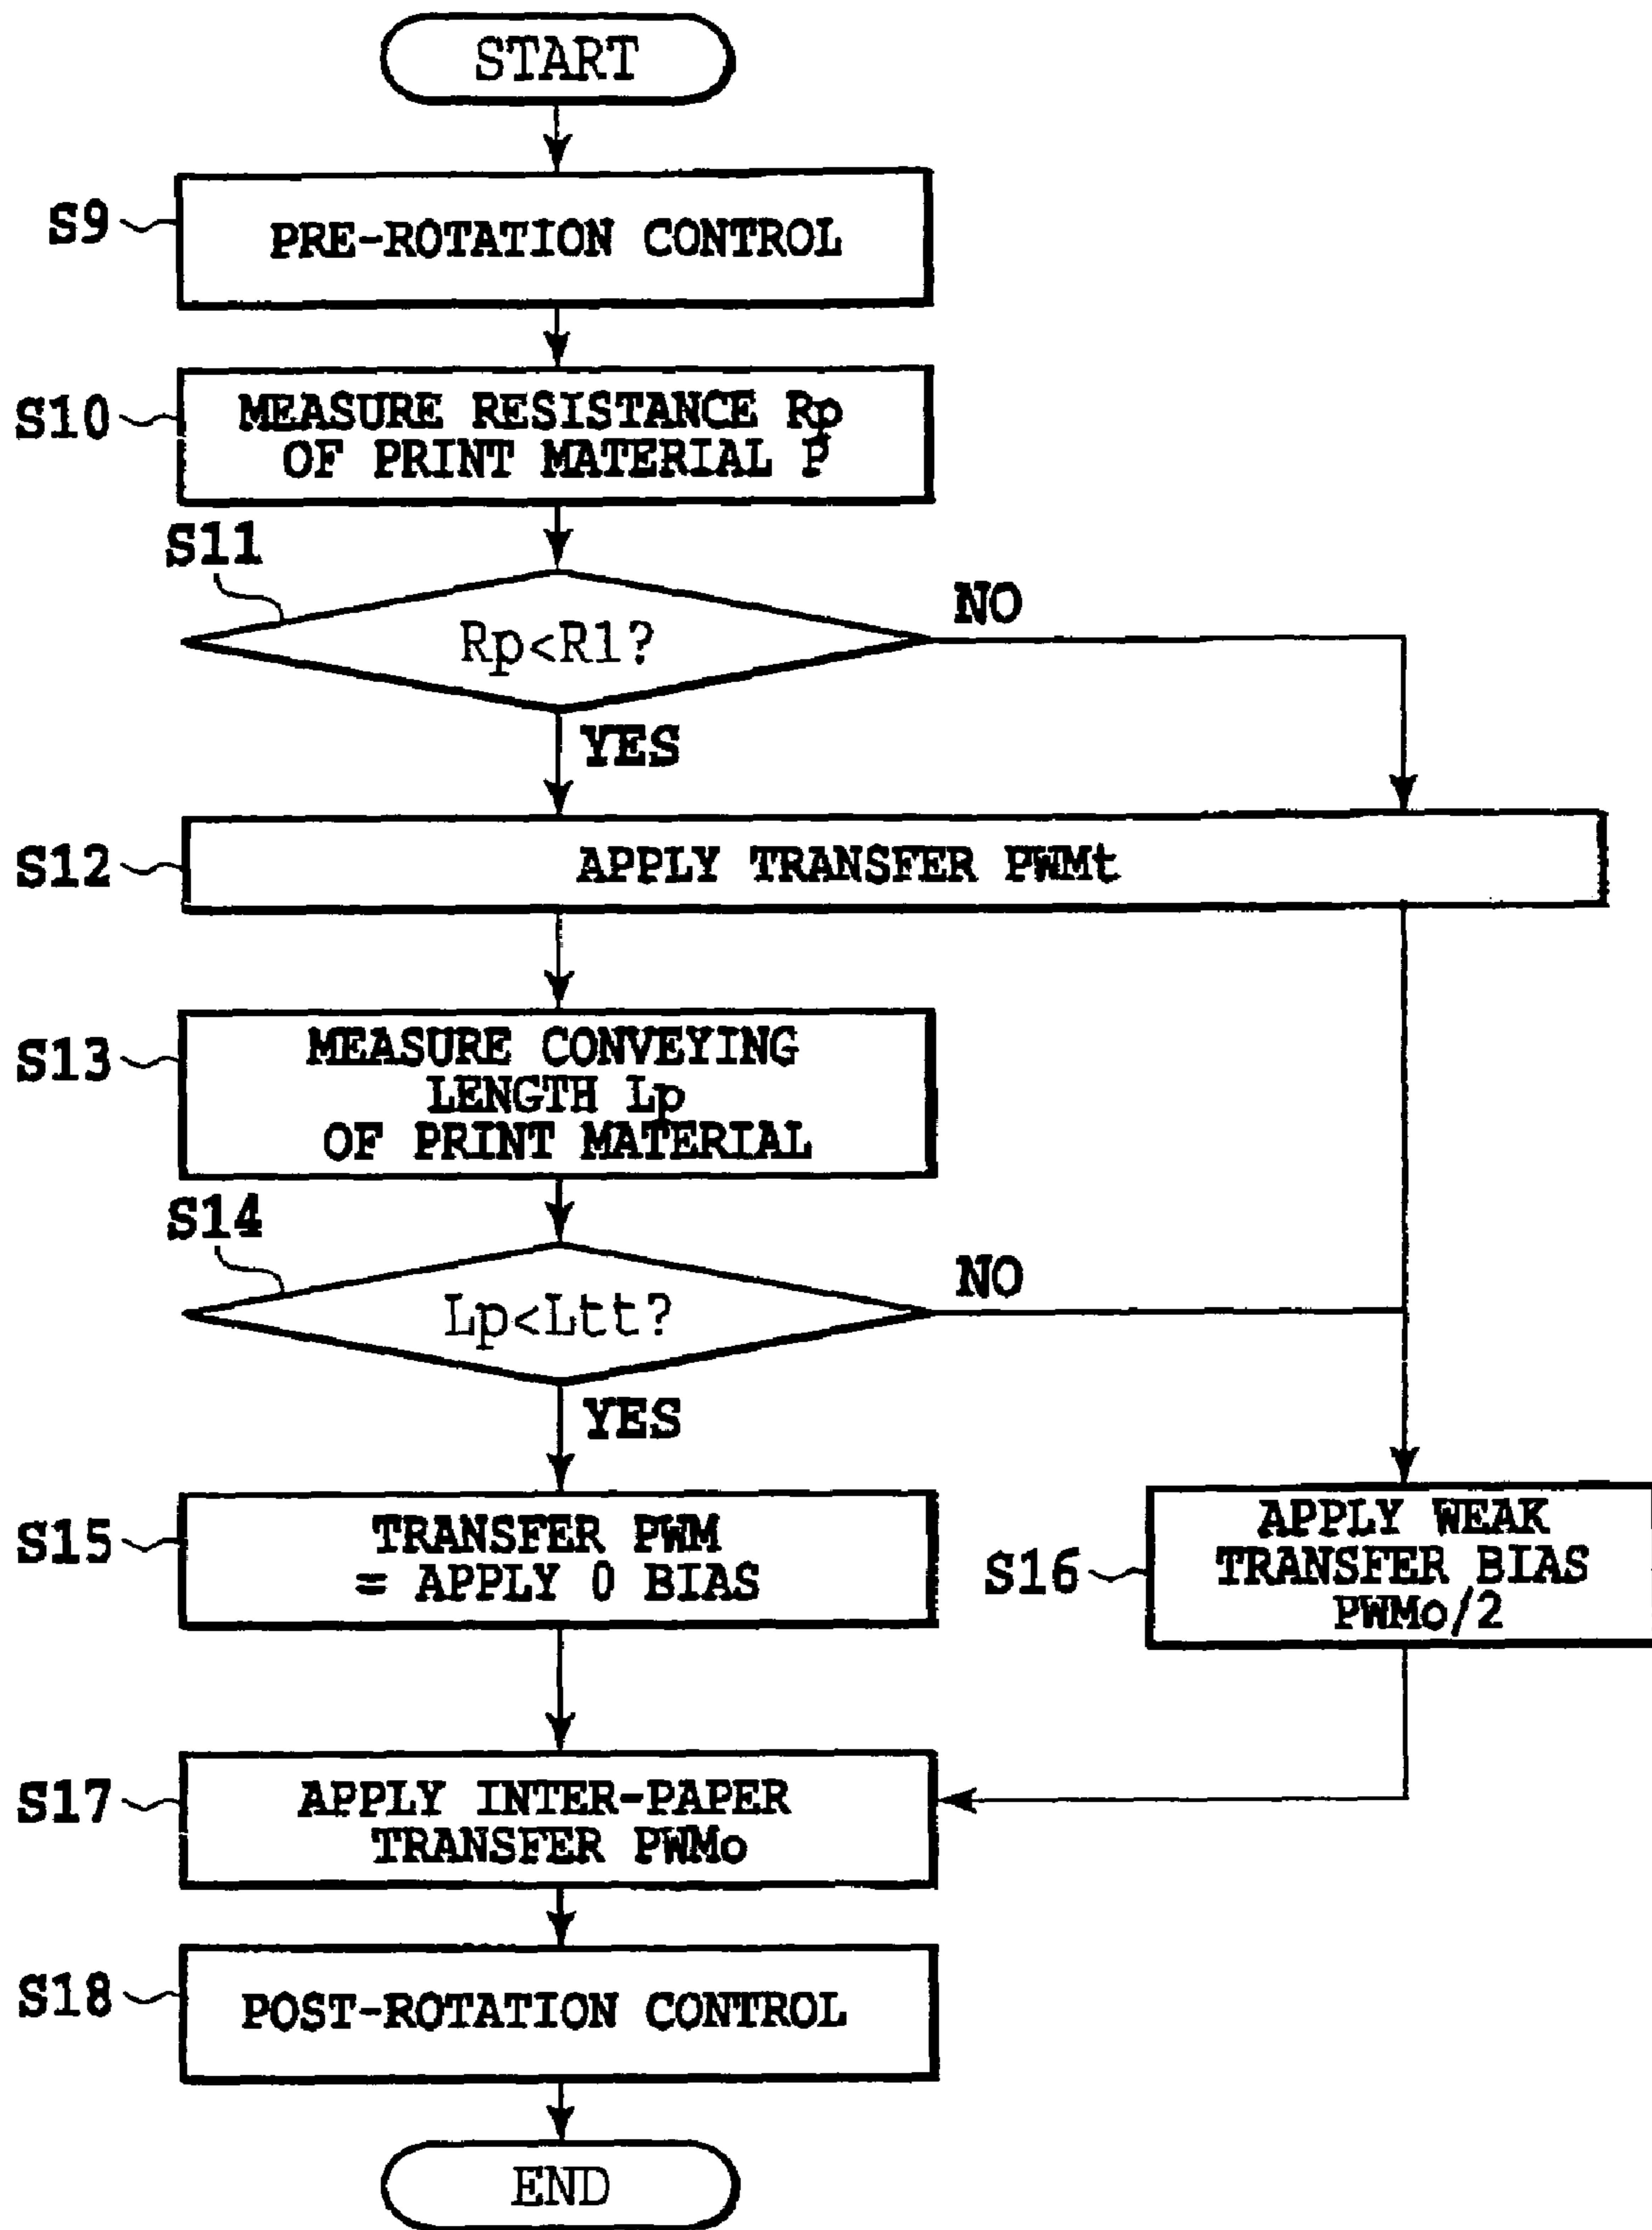 START
S9
PRE-ROTATION CONTROL
S10
MEASURE RESISTANCE Rp
OF PRINT MATERIAL P
S11
Rp<R1?
NO
YES
S12
APPLY TRANSFER PWMt
S13
MEASURE CONVEYING
LENGTH Lp
OF PRINT MATERIAL
S14
Lp<Ltt?
NO
YES
S15
TRANSFER PWM
= APPLY 0 BIAS
S16
APPLY WEAK
TRANSFER BIAS
PWMo/2
S17
APPLY INTER-PAPER
TRANSFER PWMo
S18
POST-ROTATION CONTROL
END